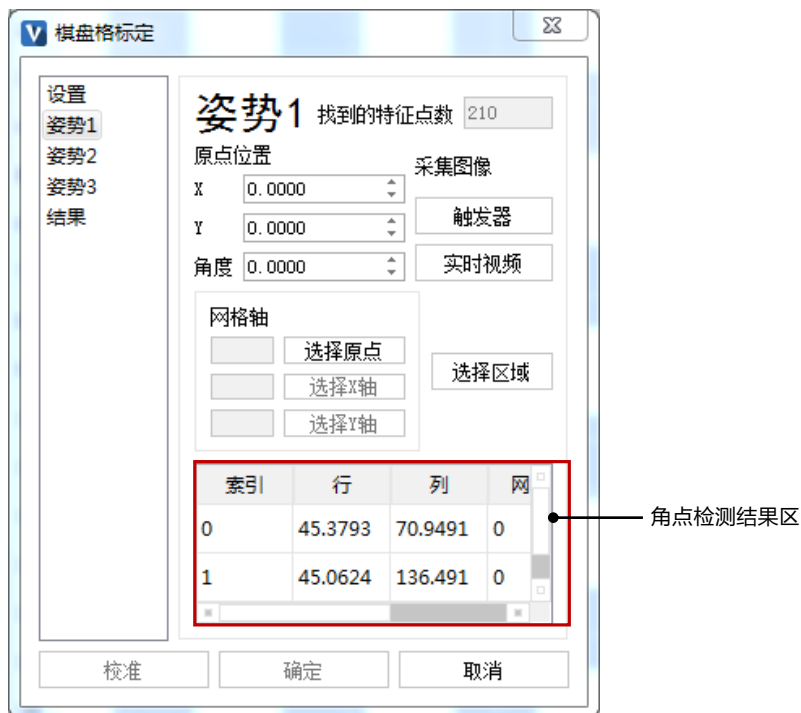 棋盘格标定
设置
姿势1
姿势2
姿势3
结果
姿势1 找到的特征点数 210
原点位置
X 0.0000
Y 0.0000
角度 0.0000
采集图像
触发器
实时视频
网格轴
选择原点
选择X轴
选择Y轴
选择区域
索引 行 列 网
0 45.3793 70.9491 0
1 45.0624 136.491 0
角点检测结果区
校准 确定 取消